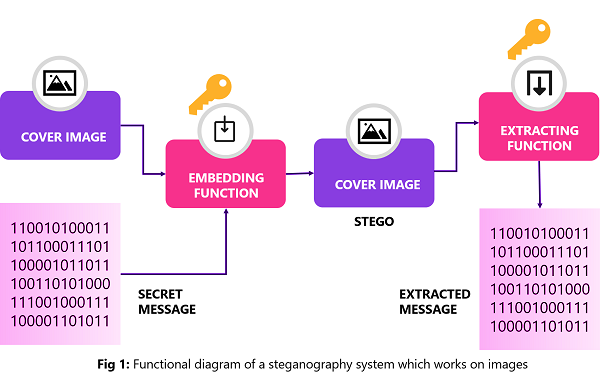 COVER IMAGE
EMBEDDING
FUNCTION
COVER IMAGE
STEGO
EXTRACTING
FUNCTION
110010100011
101100011101
100001011011
100110101000
111001000111
100001101011
SECRET
MESSAGE
EXTRACTED
MESSAGE
110010100011
101100011101
100001011011
100110101000
111001000111
100001101011
Fig 1: Functional diagram of a steganography system which works on images